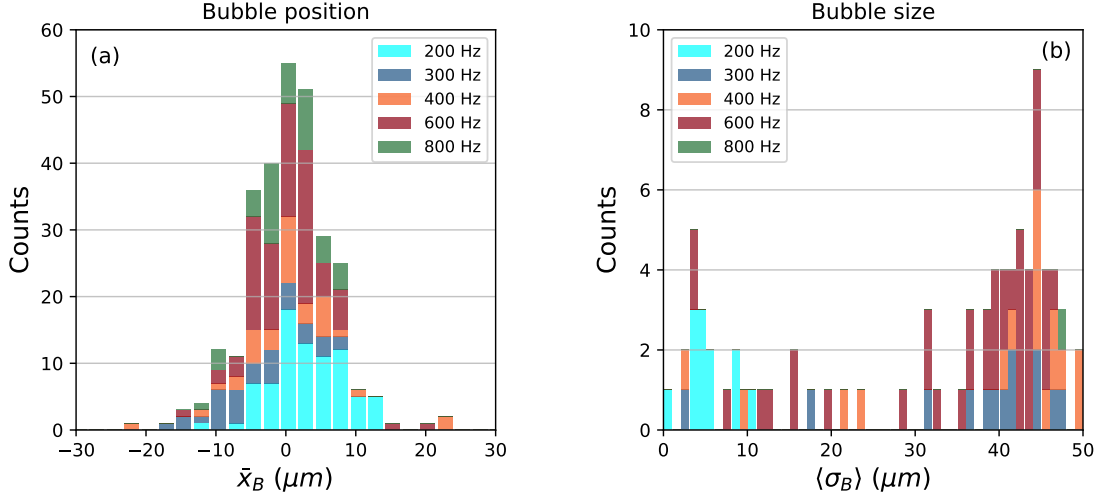 Bubble position
(a)
200 Hz
300 Hz
400 Hz
600 Hz
800 Hz
60
50
40
30
20
10
0
Counts
−30 −20 −10 0 10 20 30
x̄_B (μm)
Bubble size
(b)
200 Hz
300 Hz
400 Hz
600 Hz
800 Hz
10
8
6
4
2
0
Counts
0 10 20 30 40 50
⟨σ_B⟩ (μm)